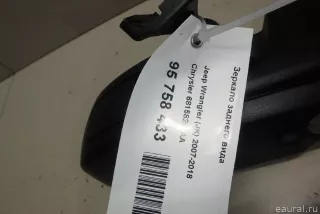 Зеркало заднего вида
Jeep Wrangler (JK) 2007-2018
Chrysler
95 758 433
eaural.ru